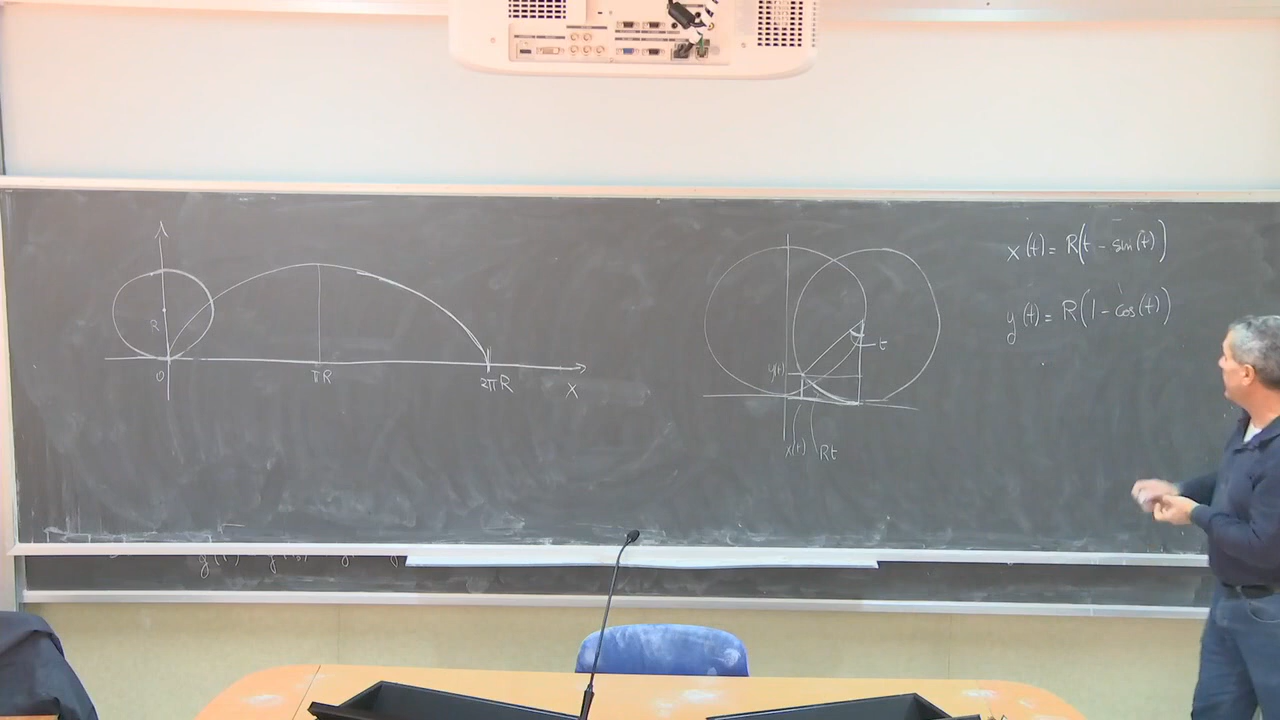 R
0
πR
2πR
x
y(t)
t
x(t)
Rt
x(t) = R(t - sin(t))
y(t) = R(1 - cos(t))